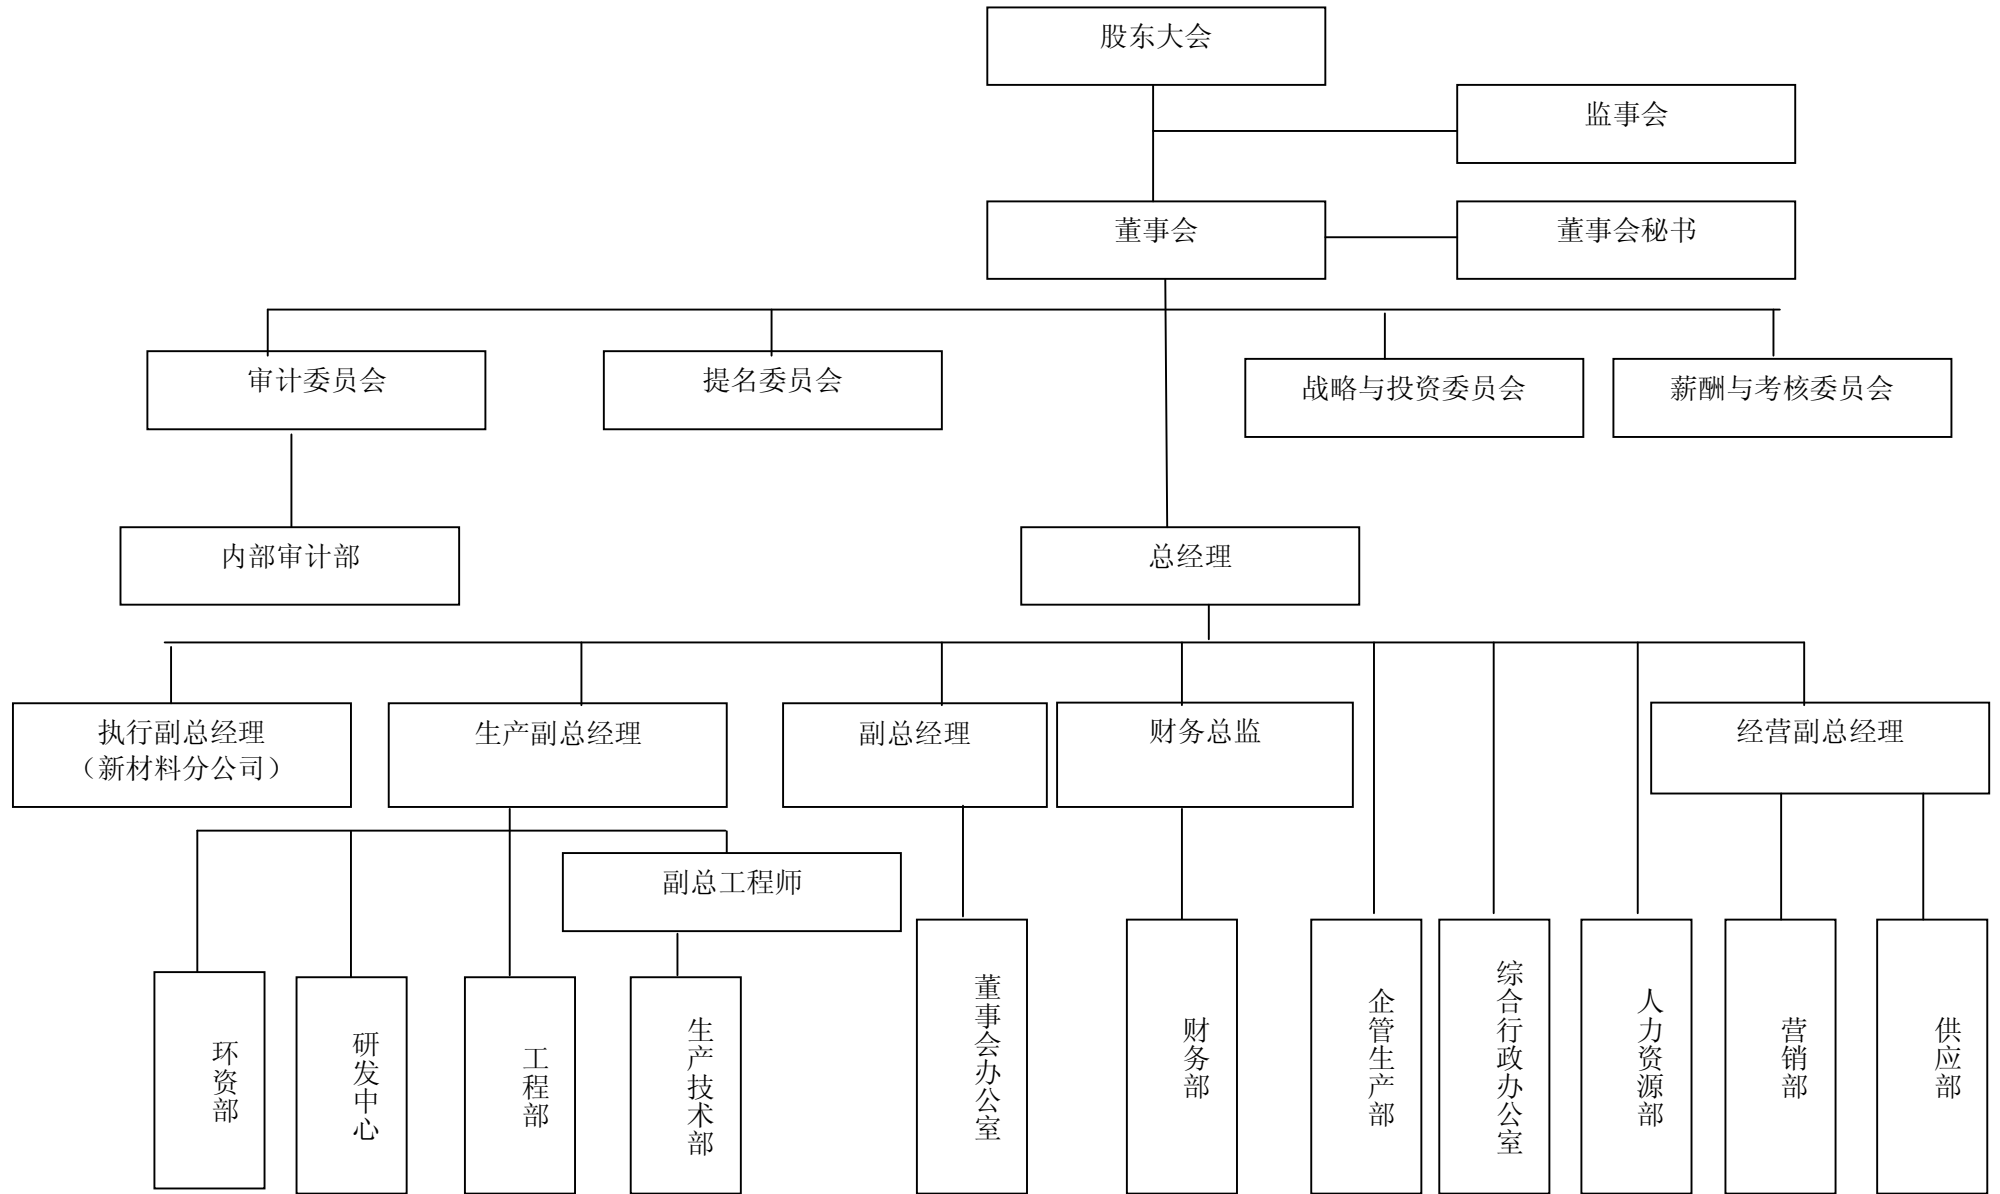 股东大会
监事会
董事会
董事会秘书
审计委员会
提名委员会
战略与投资委员会
薪酬与考核委员会
内部审计部
总经理
执行副总经理
（新材料分公司）
生产副总经理
副总经理
财务总监
经营副总经理
副总工程师
环资部
研发中心
工程部
生产技术部
董事会办公室
财务部
企管生产部
综合行政办公室
人力资源部
营销部
供应部